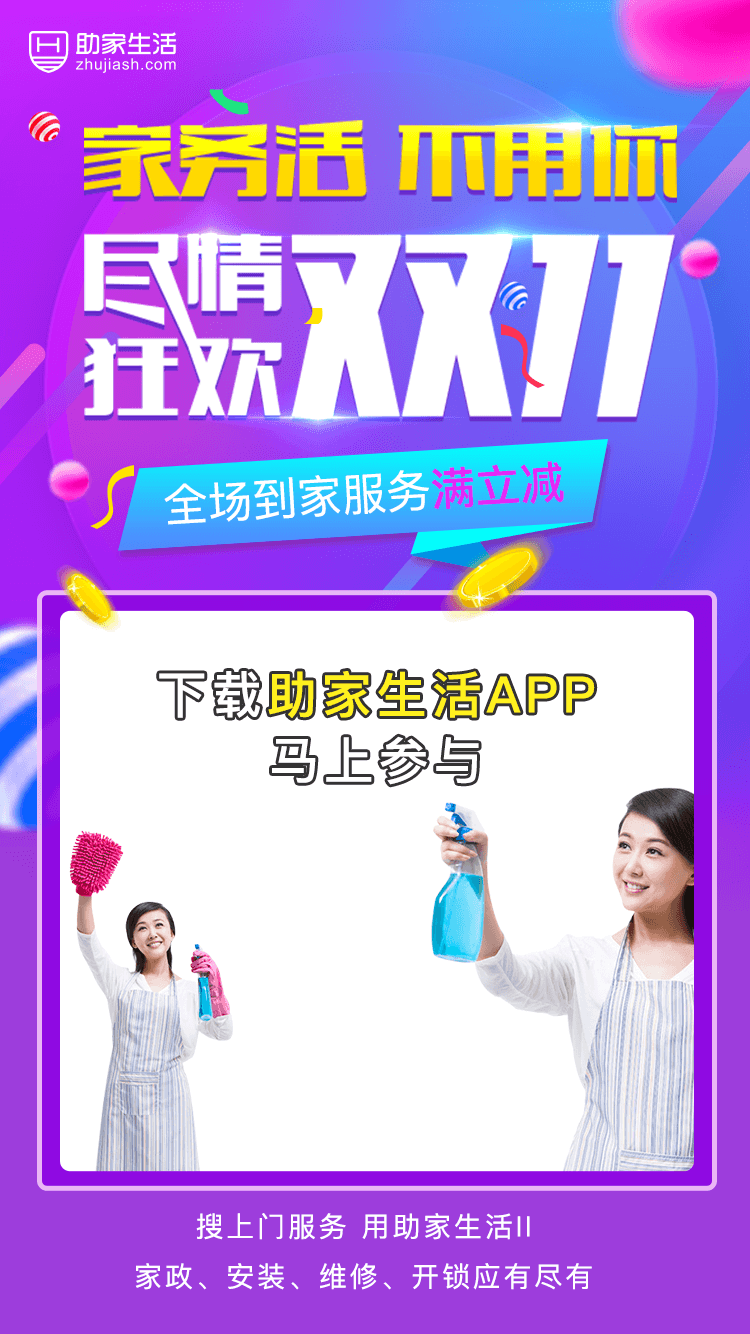 助家生活
zhujiash.com
家务活 不用你
尽情
狂欢
双11
全场到家服务满立减
下载助家生活APP
马上参与
搜上门服务 用助家生活II
家政、安装、维修、开锁应有尽有